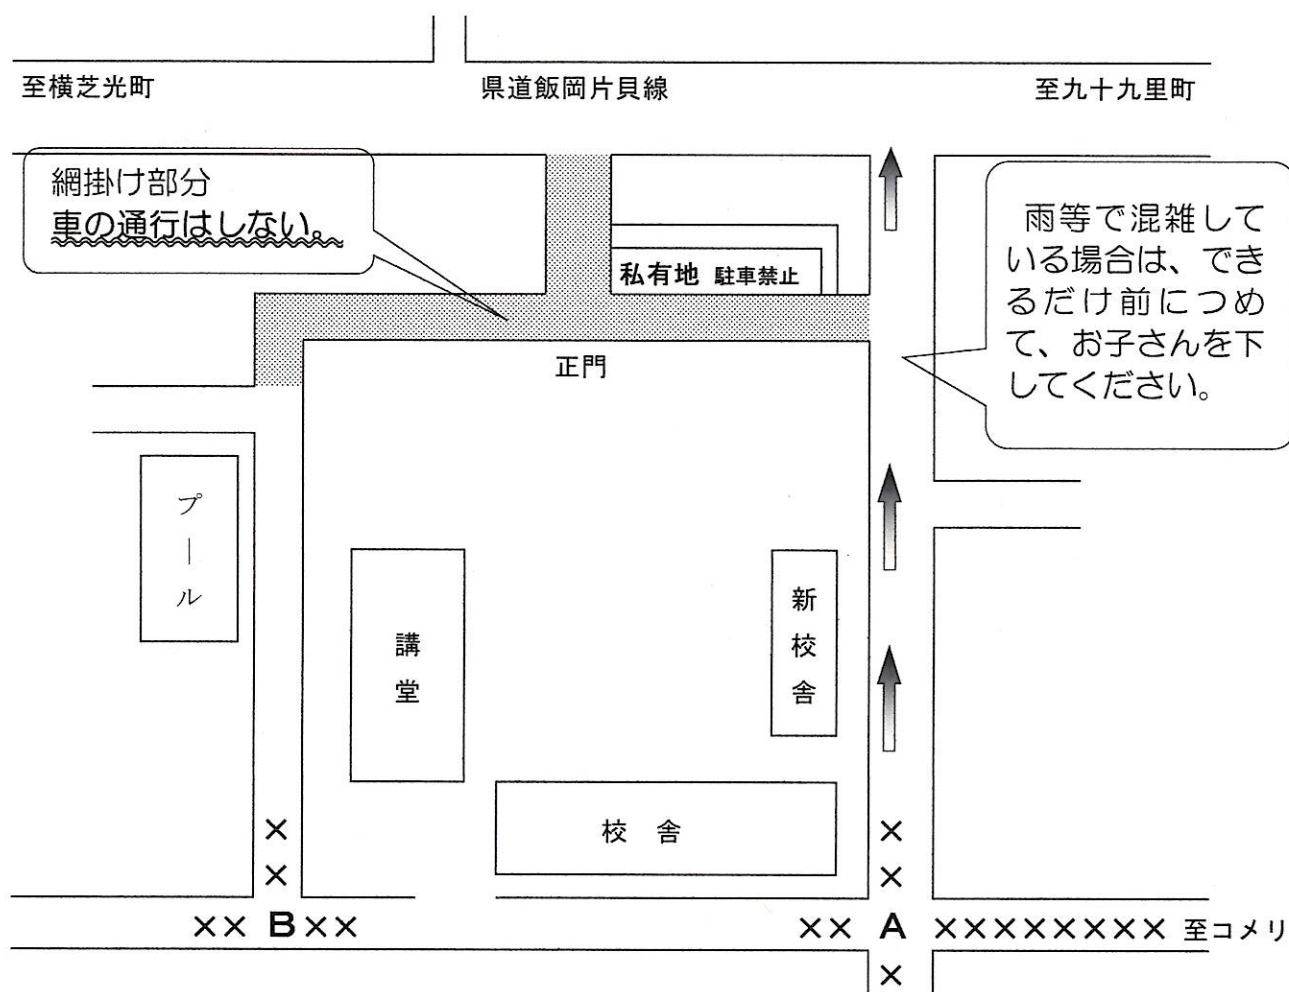 至横芝光町
県道飯岡片貝線
至九十九里町
網掛け部分
車の通行はしない。
雨等で混雑して
いる場合は、でき
るだけ前につめ
て、お子さんを下
してください。
私有地 駐車禁止
正門
プール
講堂
新校舎
校 舎
×
×
×
×
×× B ××
×× A ×××××××× 至コメリ
×